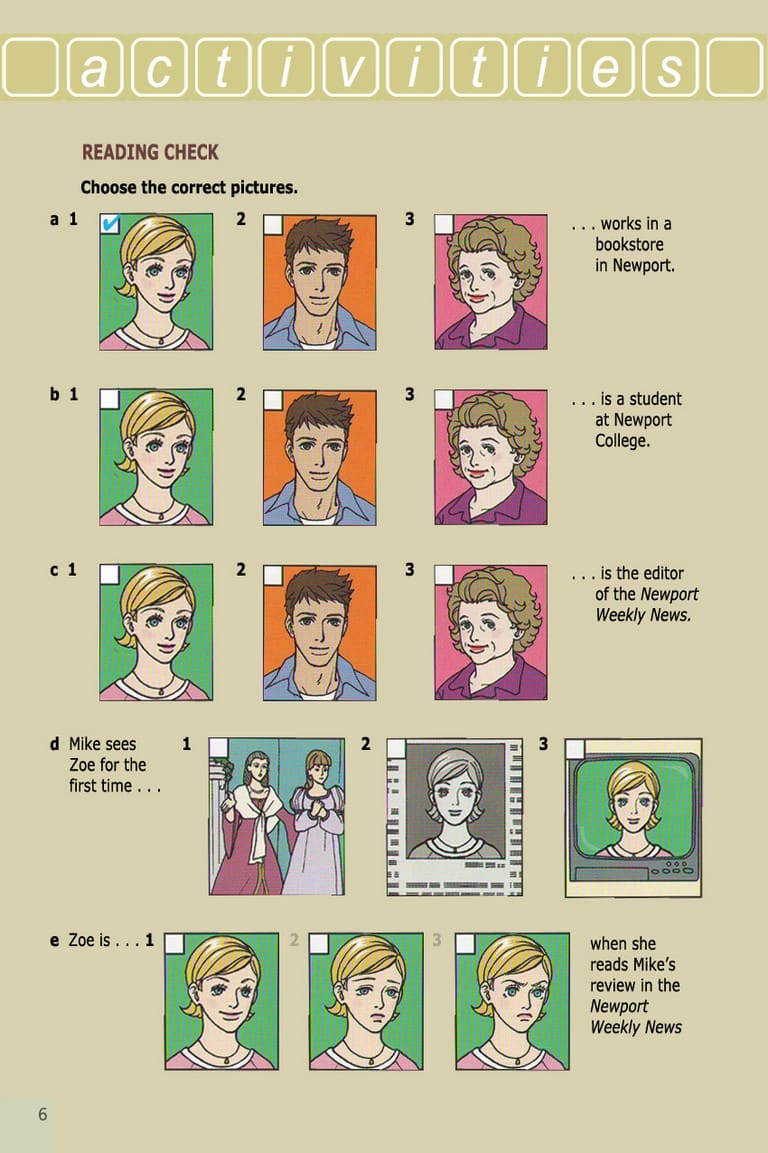 activities
READING CHECK
Choose the correct pictures.
a 1 2 3 . . . works in a
bookstore
in Newport.
b 1 2 3 . . . is a student
at Newport
College.
c 1 2 3 . . . is the editor
of the Newport
Weekly News.
d Mike sees 1 2 3
Zoe for the
first time . . .
e Zoe is . . . 1 2 3 when she
reads Mike's
review in the
Newport
Weekly News
6